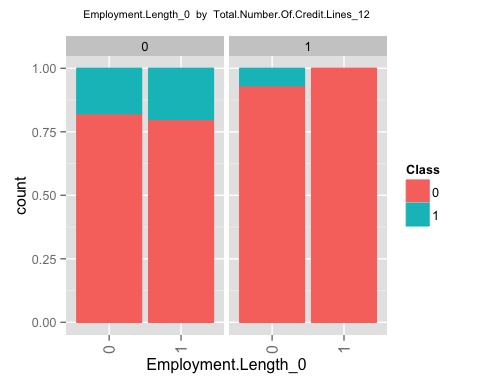 Employment.Length_0 by Total.Number.Of.Credit.Lines_12
0 1
1.00
0.75
0.50
0.25
0.00
count
0 1 0 1
Employment.Length_0
Class
0
1